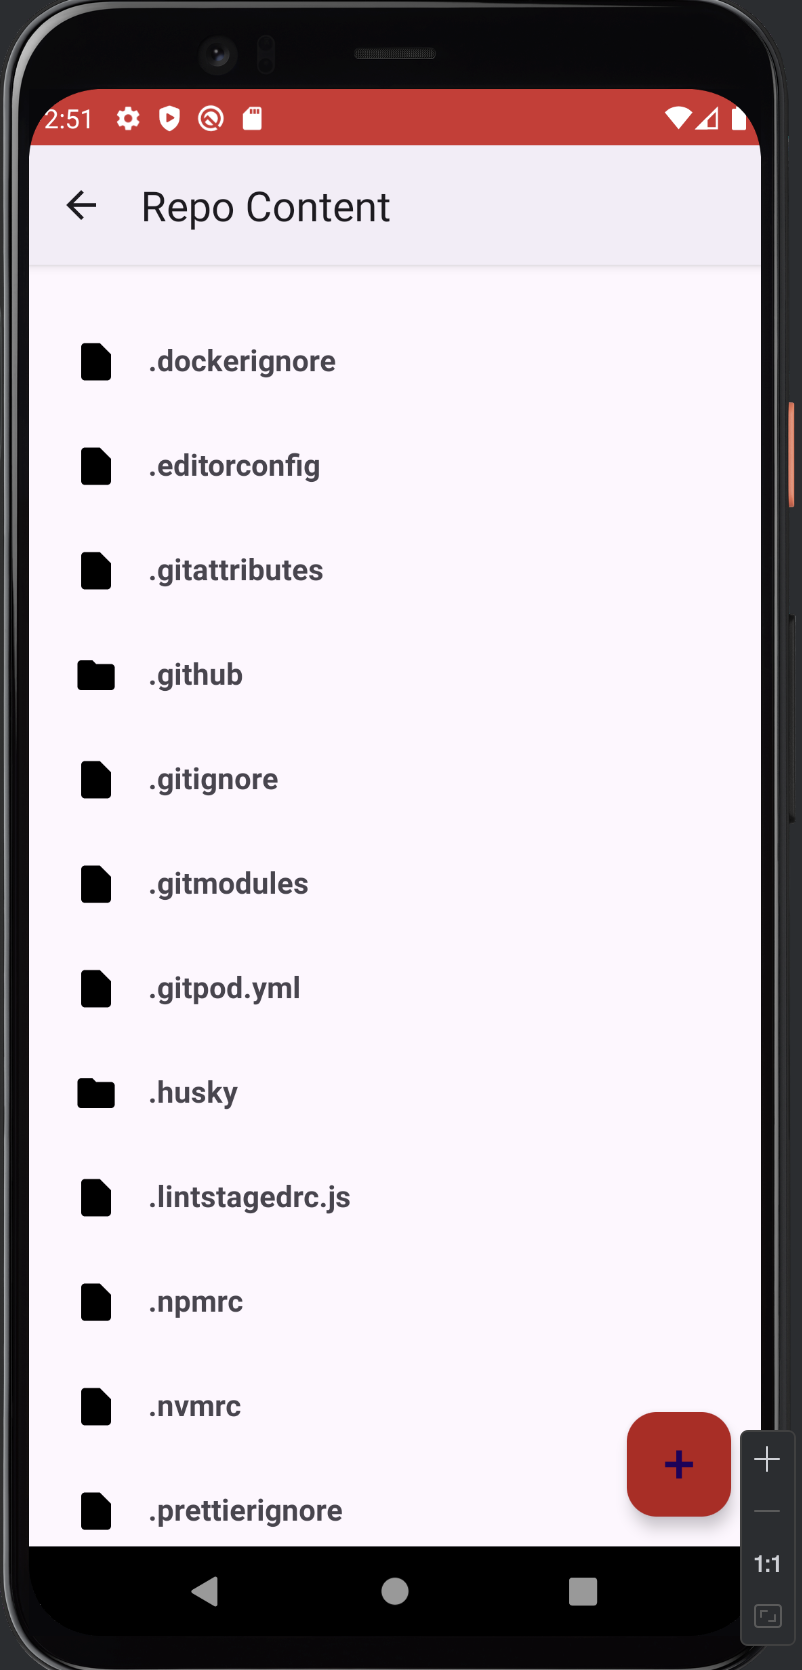 2:51
Repo Content
.dockerignore
.editorconfig
.gitattributes
.github
.gitignore
.gitmodules
.gitpod.yml
.husky
.lintstagedrc.js
.npmrc
.nvmrc
.prettierignore
1:1